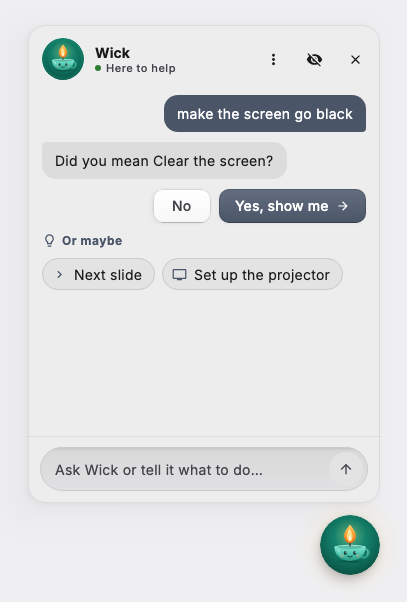 Wick
Here to help
make the screen go black
Did you mean Clear the screen?
No
Yes, show me
Or maybe
Next slide
Set up the projector
Ask Wick or tell it what to do...